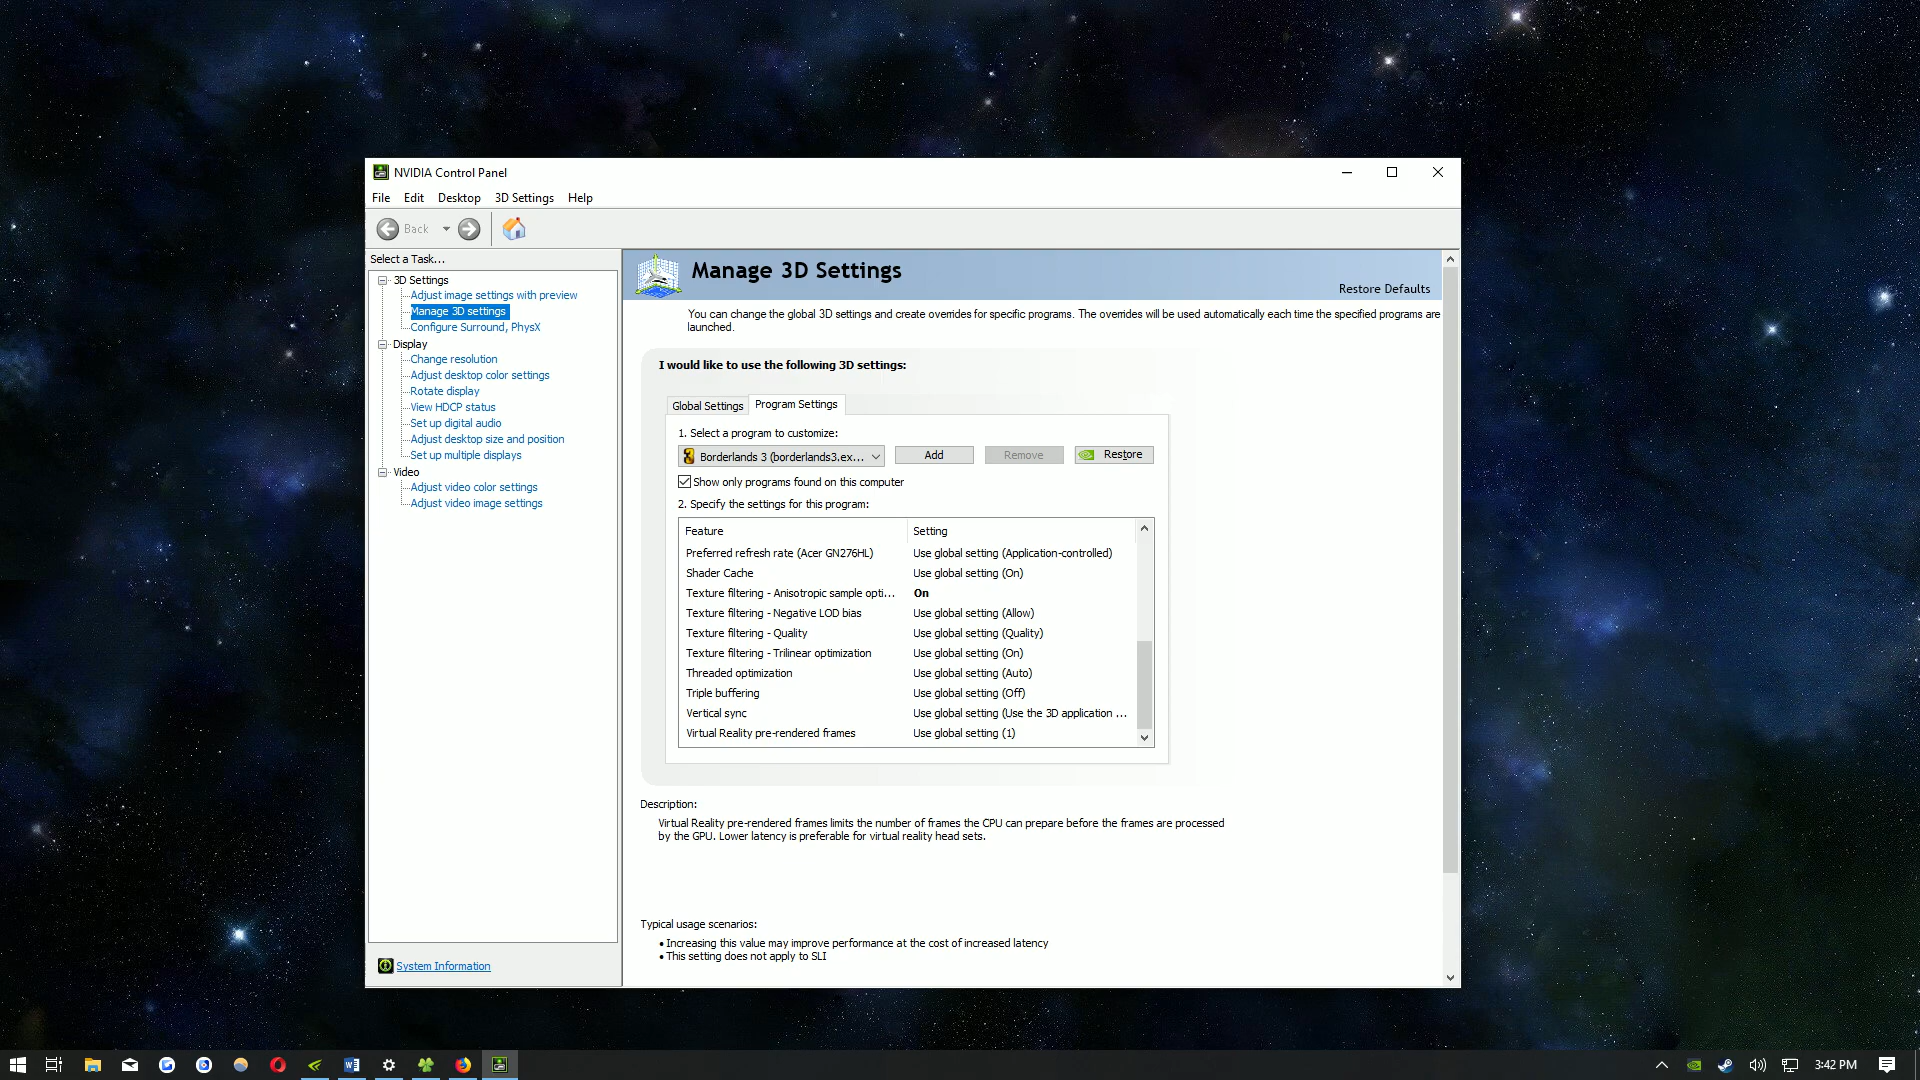 NVIDIA Control Panel
File Edit Desktop 3D Settings Help
Back
Select a Task...
3D Settings
Adjust image settings with preview
Manage 3D settings
Configure Surround, PhysX
Display
Change resolution
Adjust desktop color settings
Rotate display
View HDCP status
Set up digital audio
Adjust desktop size and position
Set up multiple displays
Video
Adjust video color settings
Adjust video image settings
System Information
Manage 3D Settings
Restore Defaults
You can change the global 3D settings and create overrides for specific programs. The overrides will be used automatically each time the specified programs are
launched.
I would like to use the following 3D settings:
Global Settings Program Settings
1. Select a program to customize:
Borderlands 3 (borderlands3.ex... Add Remove Restore
Show only programs found on this computer
2. Specify the settings for this program:
Feature Setting
Preferred refresh rate (Acer GN276HL) Use global setting (Application-controlled)
Shader Cache Use global setting (On)
Texture filtering - Anisotropic sample opti... On
Texture filtering - Negative LOD bias Use global setting (Allow)
Texture filtering - Quality Use global setting (Quality)
Texture filtering - Trilinear optimization Use global setting (On)
Threaded optimization Use global setting (Auto)
Triple buffering Use global setting (Off)
Vertical sync Use global setting (Use the 3D application ...
Virtual Reality pre-rendered frames Use global setting (1)
Description:
Virtual Reality pre-rendered frames limits the number of frames the CPU can prepare before the frames are processed
by the GPU. Lower latency is preferable for virtual reality head sets.
Typical usage scenarios:
• Increasing this value may improve performance at the cost of increased latency
• This setting does not apply to SLI
3:42 PM